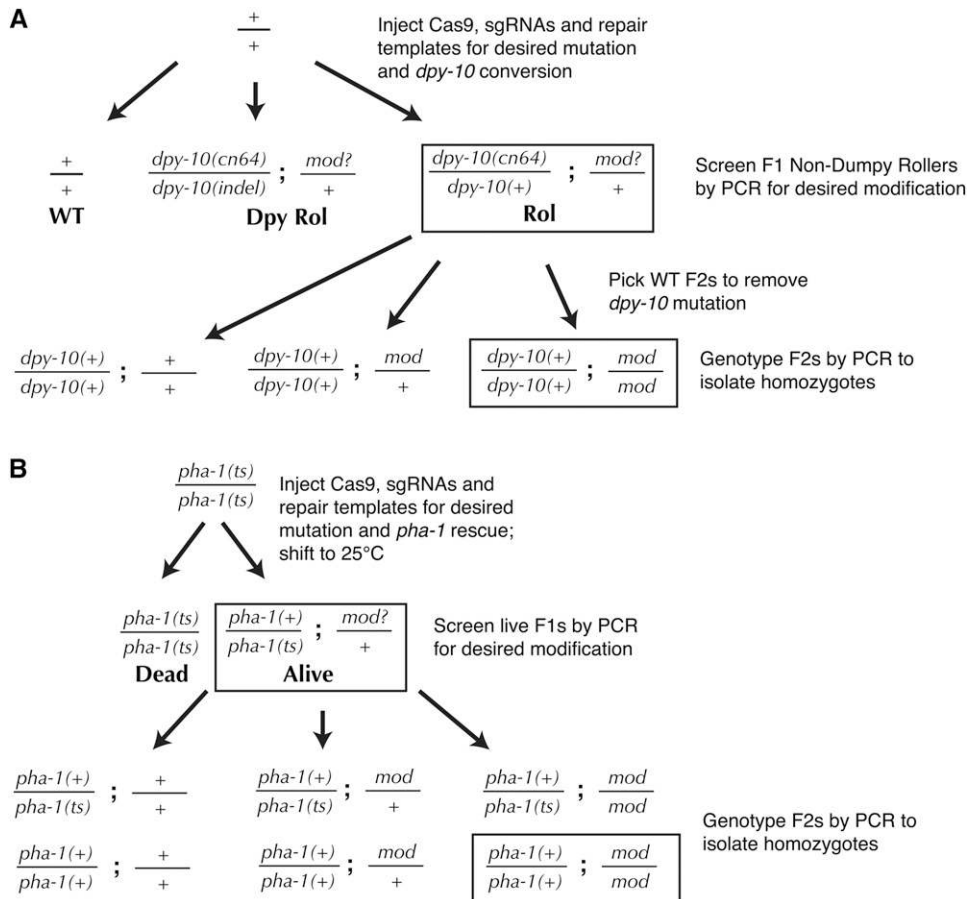 A
+
+
Inject Cas9, sgRNAs and repair
templates for desired mutation
and dpy-10 conversion
+
+
WT
dpy-10(cn64) ; mod?
dpy-10(indel) +
Dpy Rol
dpy-10(cn64) ; mod?
dpy-10(+) +
Rol
Screen F1 Non-Dumpy Rollers
by PCR for desired modification
Pick WT F2s to remove
dpy-10 mutation
dpy-10(+) ; +
dpy-10(+) +
dpy-10(+) ; mod
dpy-10(+) +
dpy-10(+) ; mod
dpy-10(+) mod
Genotype F2s by PCR to
isolate homozygotes
B
pha-1(ts)
pha-1(ts)
Inject Cas9, sgRNAs and
repair templates for desired
mutation and pha-1 rescue;
shift to 25°C
pha-1(ts)
pha-1(ts)
Dead
pha-1(+) ; mod?
pha-1(ts) +
Alive
Screen live F1s by PCR
for desired modification
pha-1(+) ; +
pha-1(ts) +
pha-1(+) ; mod
pha-1(ts) +
pha-1(+) ; mod
pha-1(ts) mod
pha-1(+) ; +
pha-1(+) +
pha-1(+) ; mod
pha-1(+) +
pha-1(+) ; mod
pha-1(+) mod
Genotype F2s by PCR to
isolate homozygotes